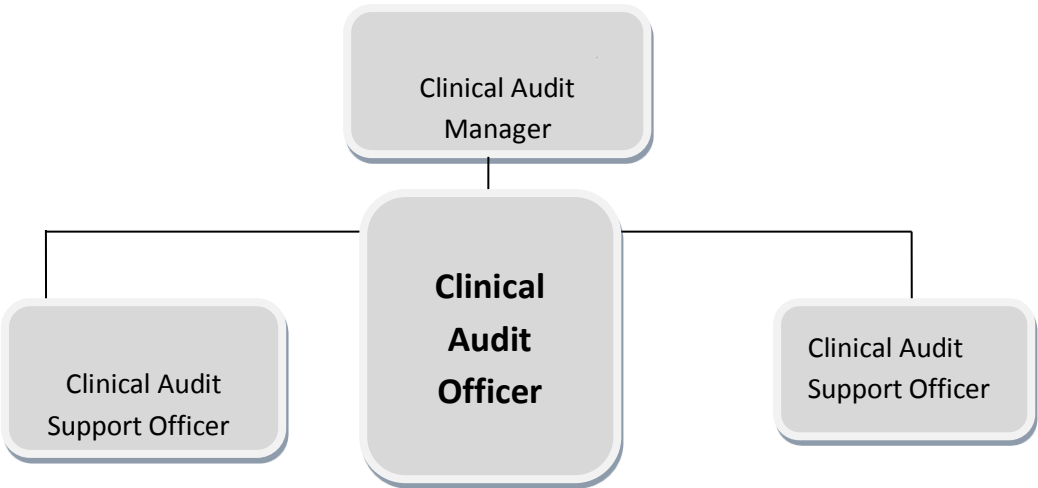 Clinical Audit
Manager
Clinical
Audit
Officer
Clinical Audit
Support Officer
Clinical Audit
Support Officer